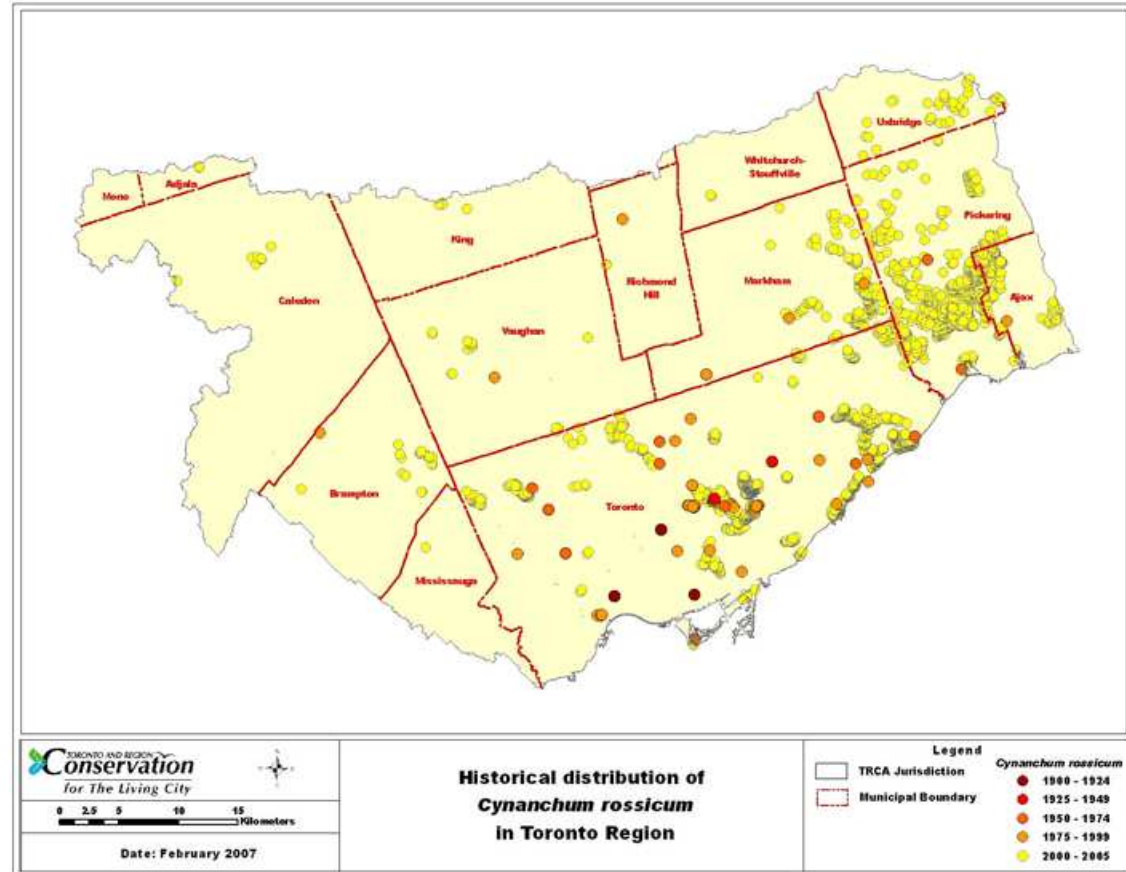 Uxbridge
Whitchurch-
Stouffville
Mono
Adjala
Pickering
King
Richmond
Hill
Markham
Ajax
Caledon
Vaughan
Brampton
Toronto
Mississauga
TORONTO AND REGION
Conservation
for The Living City
0 2.5 5 10 15
Kilometers
Date: February 2007
Historical distribution of
Cynanchum rossicum
in Toronto Region
Legend
TRCA Jurisdiction
Municipal Boundary
Cynanchum rossicum
1900 - 1924
1925 - 1949
1950 - 1974
1975 - 1999
2000 - 2005